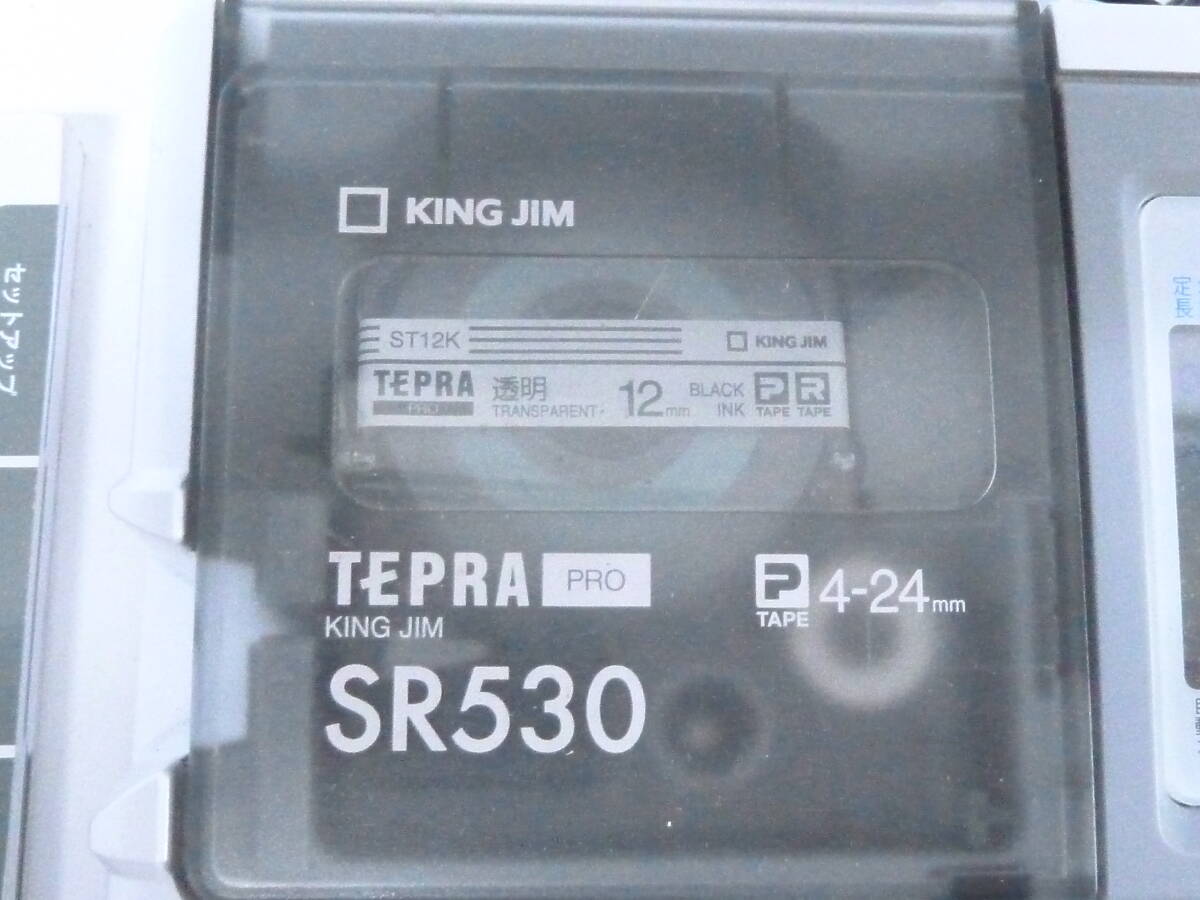 KING JIM
ST12K
KING JIM
TEPRA
PRO
透明
TRANSPARENT
12mm
BLACK
INK
P
TAPE
R
TAPE
TEPRA PRO
KING JIM
P
TAPE
4-24mm
SR530
セットアップ
定長